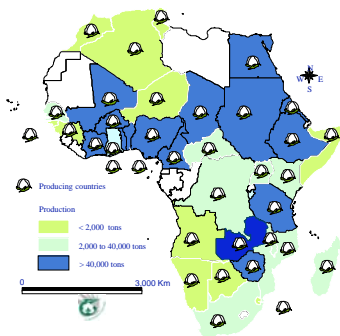 N
W E
S
Producing countries
Production
< 2,000 tons
2,000 to 40,000 tons
> 40,000 tons
0 3,000 Km